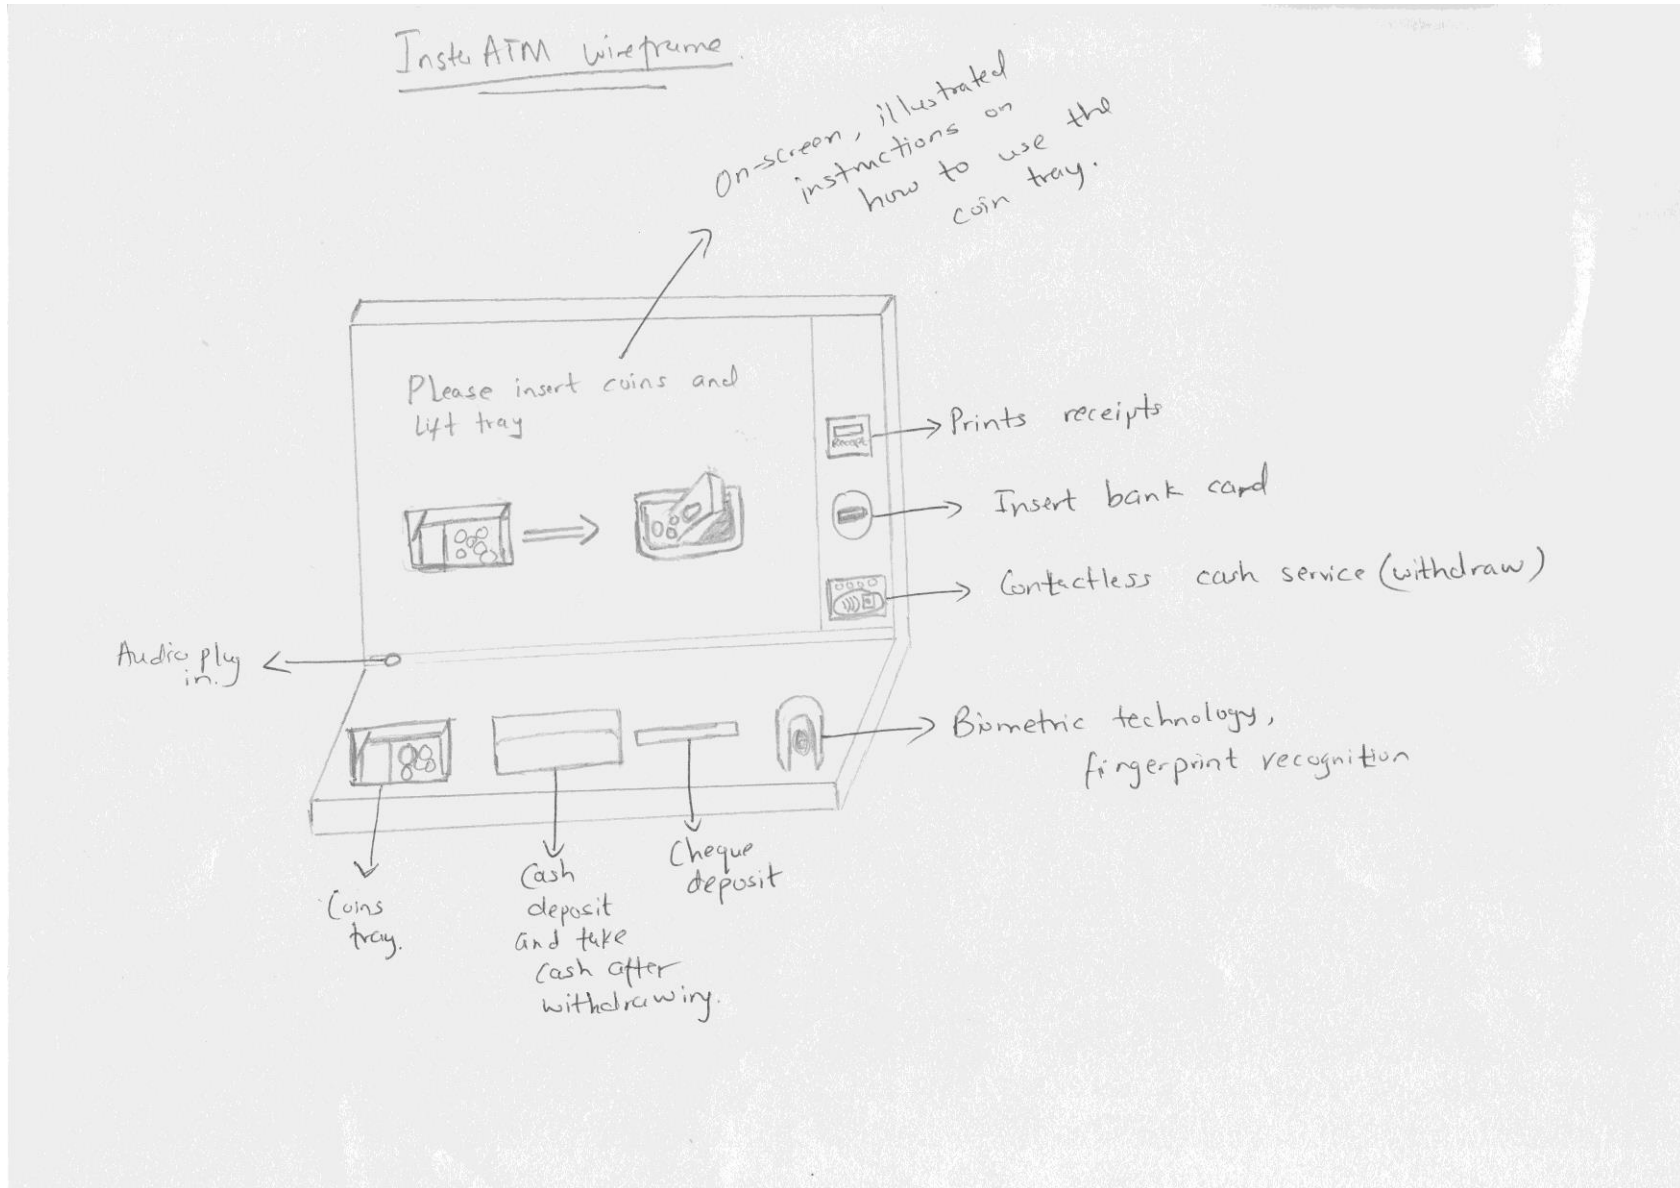 Insta ATM wireframe.
On-screen, illustrated
instructions on
how to use the
coin tray.
Please insert coins and
Lift tray
Receipt
Prints receipts
Insert bank card
Contactless cash service (withdraw)
Audio plug
in.
Biometric technology,
fingerprint recognition
Coins
tray.
Cash
deposit
and take
cash after
withdrawing.
Cheque
deposit